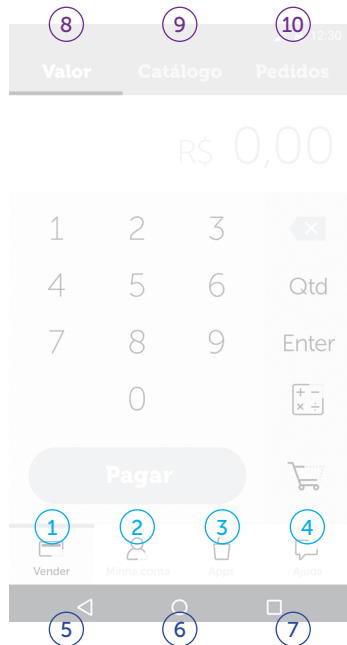 8 9 10
12:30
Valor Catálogo Pedidos
R$ 0,00
1 2 3
4 5 6 Qtd
7 8 9 Enter
0
Pagar
1 2 3 4
Vender Minha conta Apps Ajuda
5 6 7